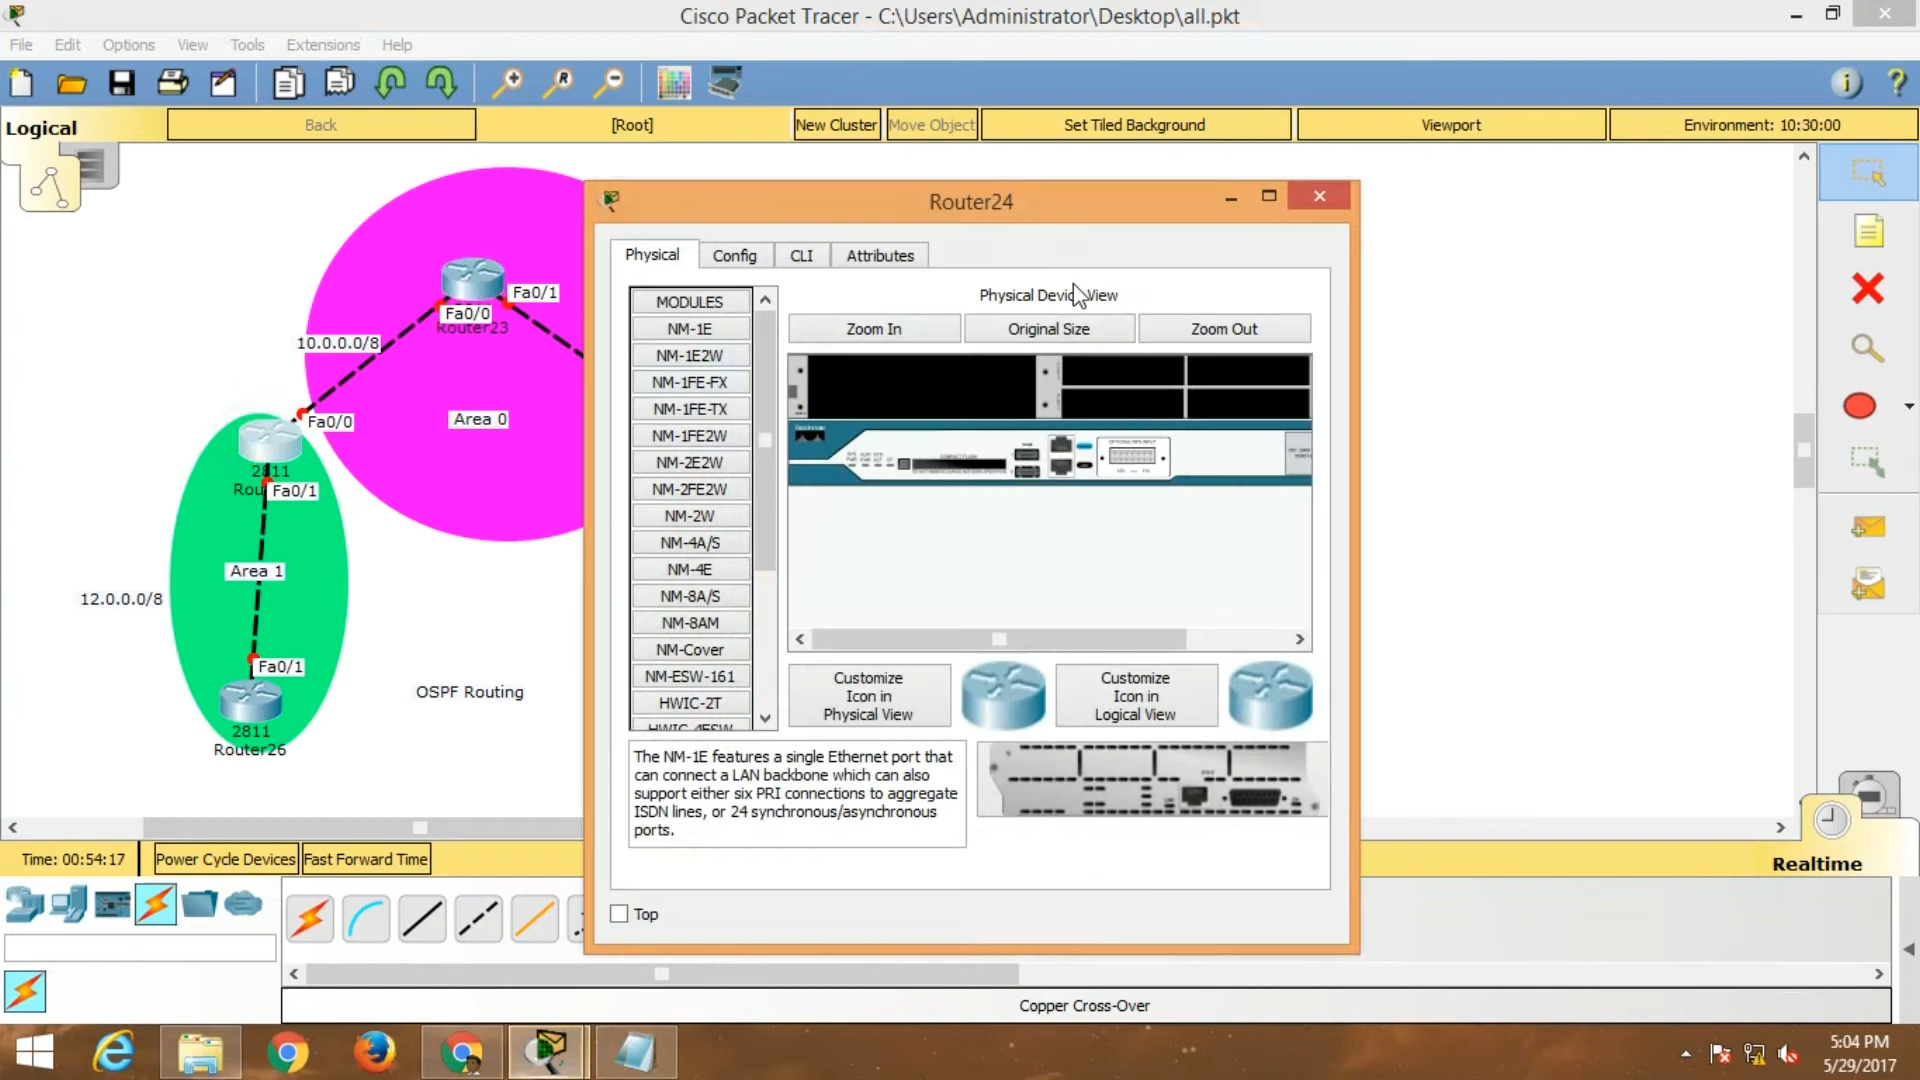 Cisco Packet Tracer - C:\Users\Administrator\Desktop\all.pkt
File Edit Options View Tools Extensions Help
Logical Back [Root] New Cluster Move Object Set Tiled Background Viewport Environment: 10:30:00
Router24
Physical Config CLI Attributes
MODULES
NM-1E
NM-1E2W
NM-1FE-FX
NM-1FE-TX
NM-1FE2W
NM-2E2W
NM-2FE2W
NM-2W
NM-4A/S
NM-4E
NM-8A/S
NM-8AM
NM-Cover
NM-ESW-161
HWIC-2T
HWIC-4ESW
Physical Device View
Zoom In Original Size Zoom Out
Customize
Icon in
Physical View
Customize
Icon in
Logical View
The NM-1E features a single Ethernet port that
can connect a LAN backbone which can also
support either six PRI connections to aggregate
ISDN lines, or 24 synchronous/asynchronous
ports.
Top
Fa0/1
Fa0/0
Router23
10.0.0.0/8
Area 0
Fa0/0
2811
Rou
Fa0/1
Area 1
12.0.0.0/8
Fa0/1
2811
Router26
OSPF Routing
Time: 00:54:17 Power Cycle Devices Fast Forward Time
Realtime
Copper Cross-Over
5:04 PM
5/29/2017